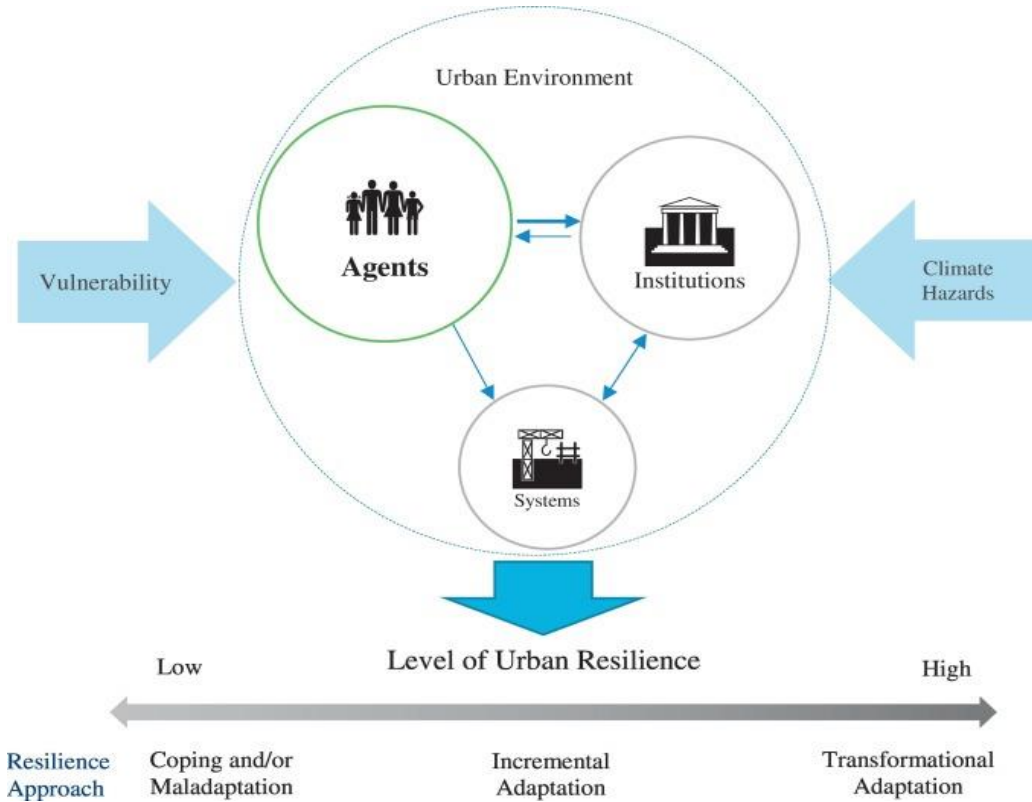 Urban Environment
Agents
Institutions
Vulnerability
Climate
Hazards
Systems
Level of Urban Resilience
Low
High
Resilience
Approach
Coping and/or
Maladaptation
Incremental
Adaptation
Transformational
Adaptation